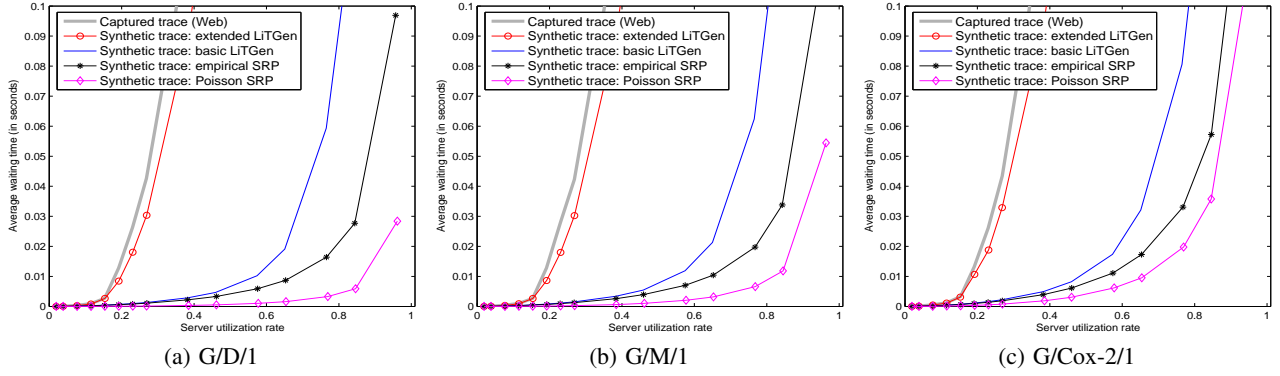 0.1
0.09
0.08
0.07
0.06
0.05
0.04
0.03
0.02
0.01
0
Average waiting time (in seconds)
Captured trace (Web)
Synthetic trace: extended LiTGen
Synthetic trace: basic LiTGen
Synthetic trace: empirical SRP
Synthetic trace: Poisson SRP
0 0.2 0.4 0.6 0.8 1
Server utilization rate
(a) G/D/1
0.1
0.09
0.08
0.07
0.06
0.05
0.04
0.03
0.02
0.01
0
Average waiting time (in seconds)
Captured trace (Web)
Synthetic trace: extended LiTGen
Synthetic trace: basic LiTGen
Synthetic trace: empirical SRP
Synthetic trace: Poisson SRP
0 0.2 0.4 0.6 0.8 1
Server utilization rate
(b) G/M/1
0.1
0.09
0.08
0.07
0.06
0.05
0.04
0.03
0.02
0.01
0
Average waiting time (in seconds)
Captured trace (Web)
Synthetic trace: extended LiTGen
Synthetic trace: basic LiTGen
Synthetic trace: empirical SRP
Synthetic trace: Poisson SRP
0 0.2 0.4 0.6 0.8 1
Server utilization rate
(c) G/Cox-2/1